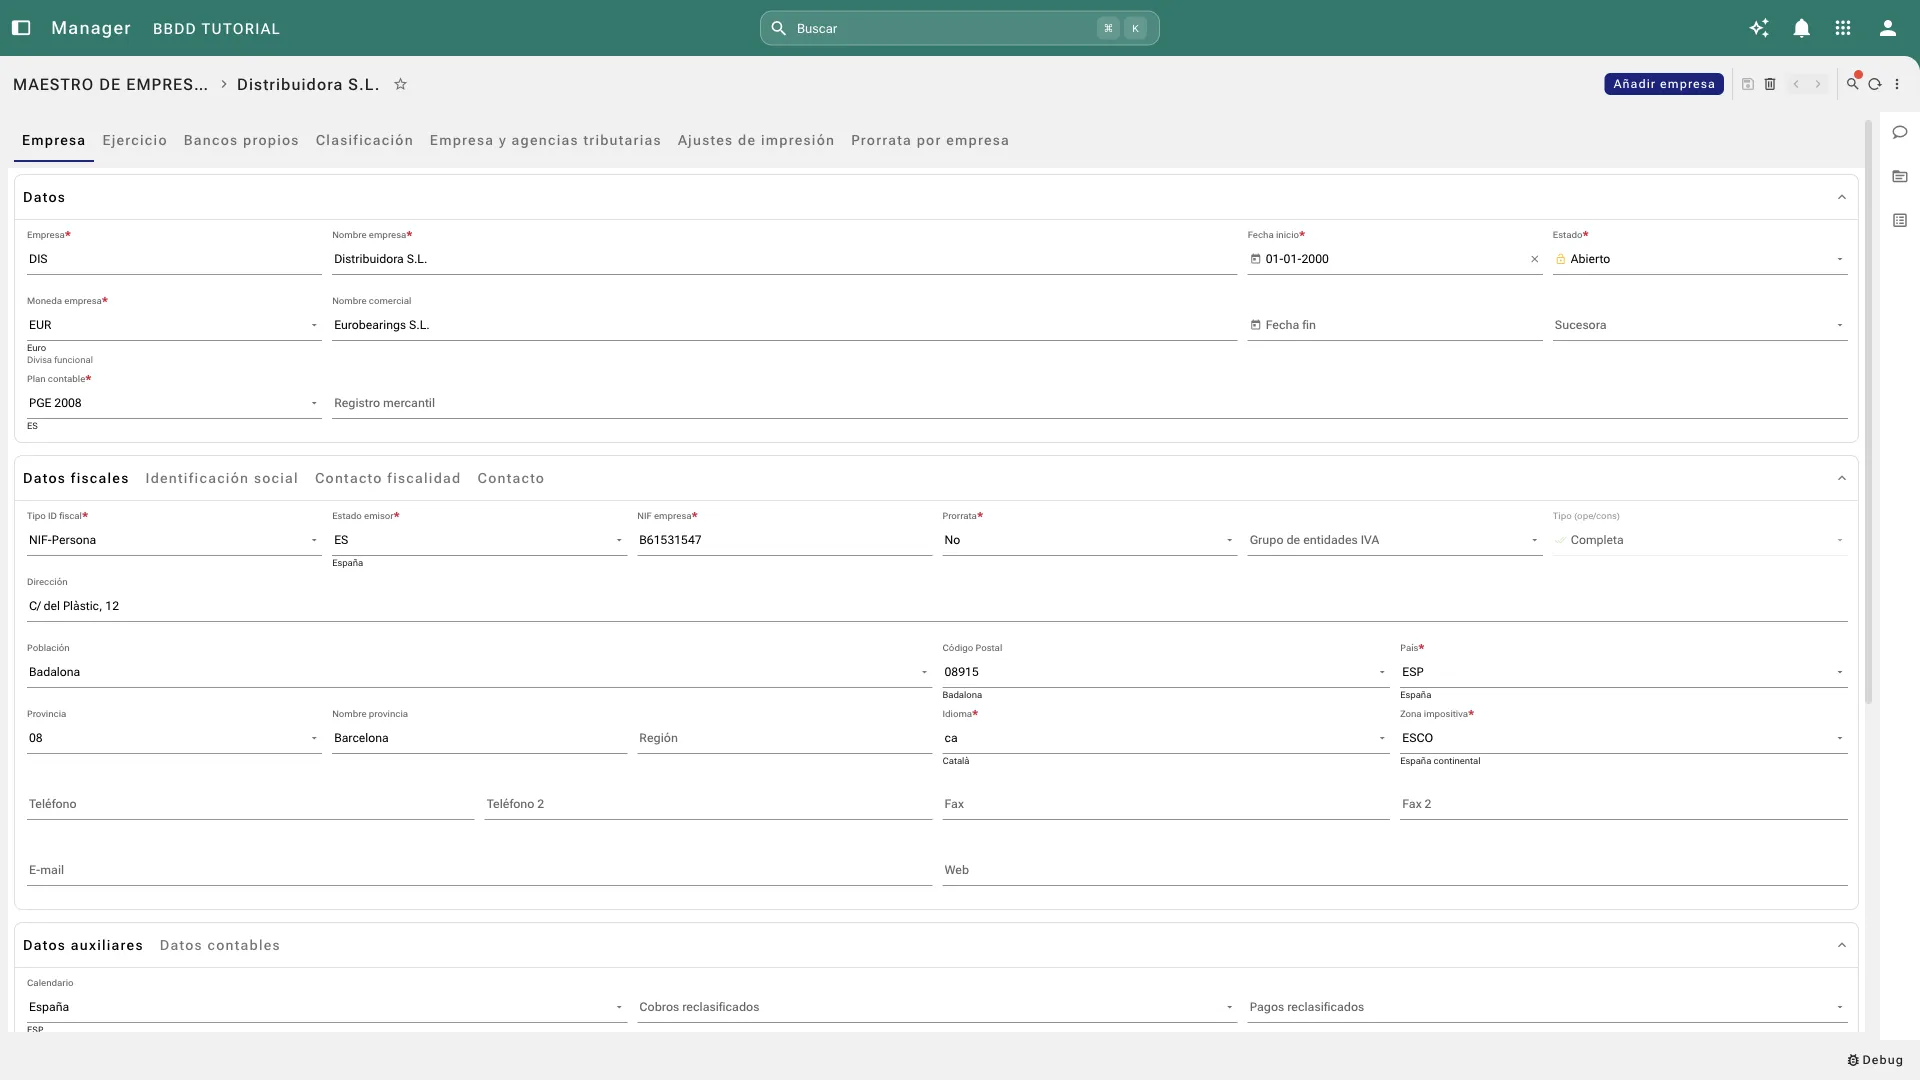 Manager BBDD TUTORIAL Buscar ⌘ K
MAESTRO DE EMPRES... > Distribuidora S.L. Añadir empresa
Empresa Ejercicio Bancos propios Clasificación Empresa y agencias tributarias Ajustes de impresión Prorrata por empresa
Datos
Empresa* Nombre empresa* Fecha inicio* Estado*
DIS Distribuidora S.L. 01-01-2000 Abierto
Moneda empresa* Nombre comercial
EUR Eurobearings S.L. Fecha fin Sucesora
Euro
Divisa funcional
Plan contable*
PGE 2008 Registro mercantil
ES
Datos fiscales Identificación social Contacto fiscalidad Contacto
Tipo ID fiscal* Estado emisor* NIF empresa* Prorrata* Tipo (ope/cons)
NIF-Persona ES B61531547 No Grupo de entidades IVA Completa
España
Dirección
C/ del Plàstic, 12
Población Código Postal País*
Badalona 08915 ESP
Badalona España
Provincia Nombre provincia Idioma* Zona impositiva*
08 Barcelona Región ca ESCO
Català España continental
Teléfono Teléfono 2 Fax Fax 2
E-mail Web
Datos auxiliares Datos contables
Calendario
España Cobros reclasificados Pagos reclasificados
ESP
Debug